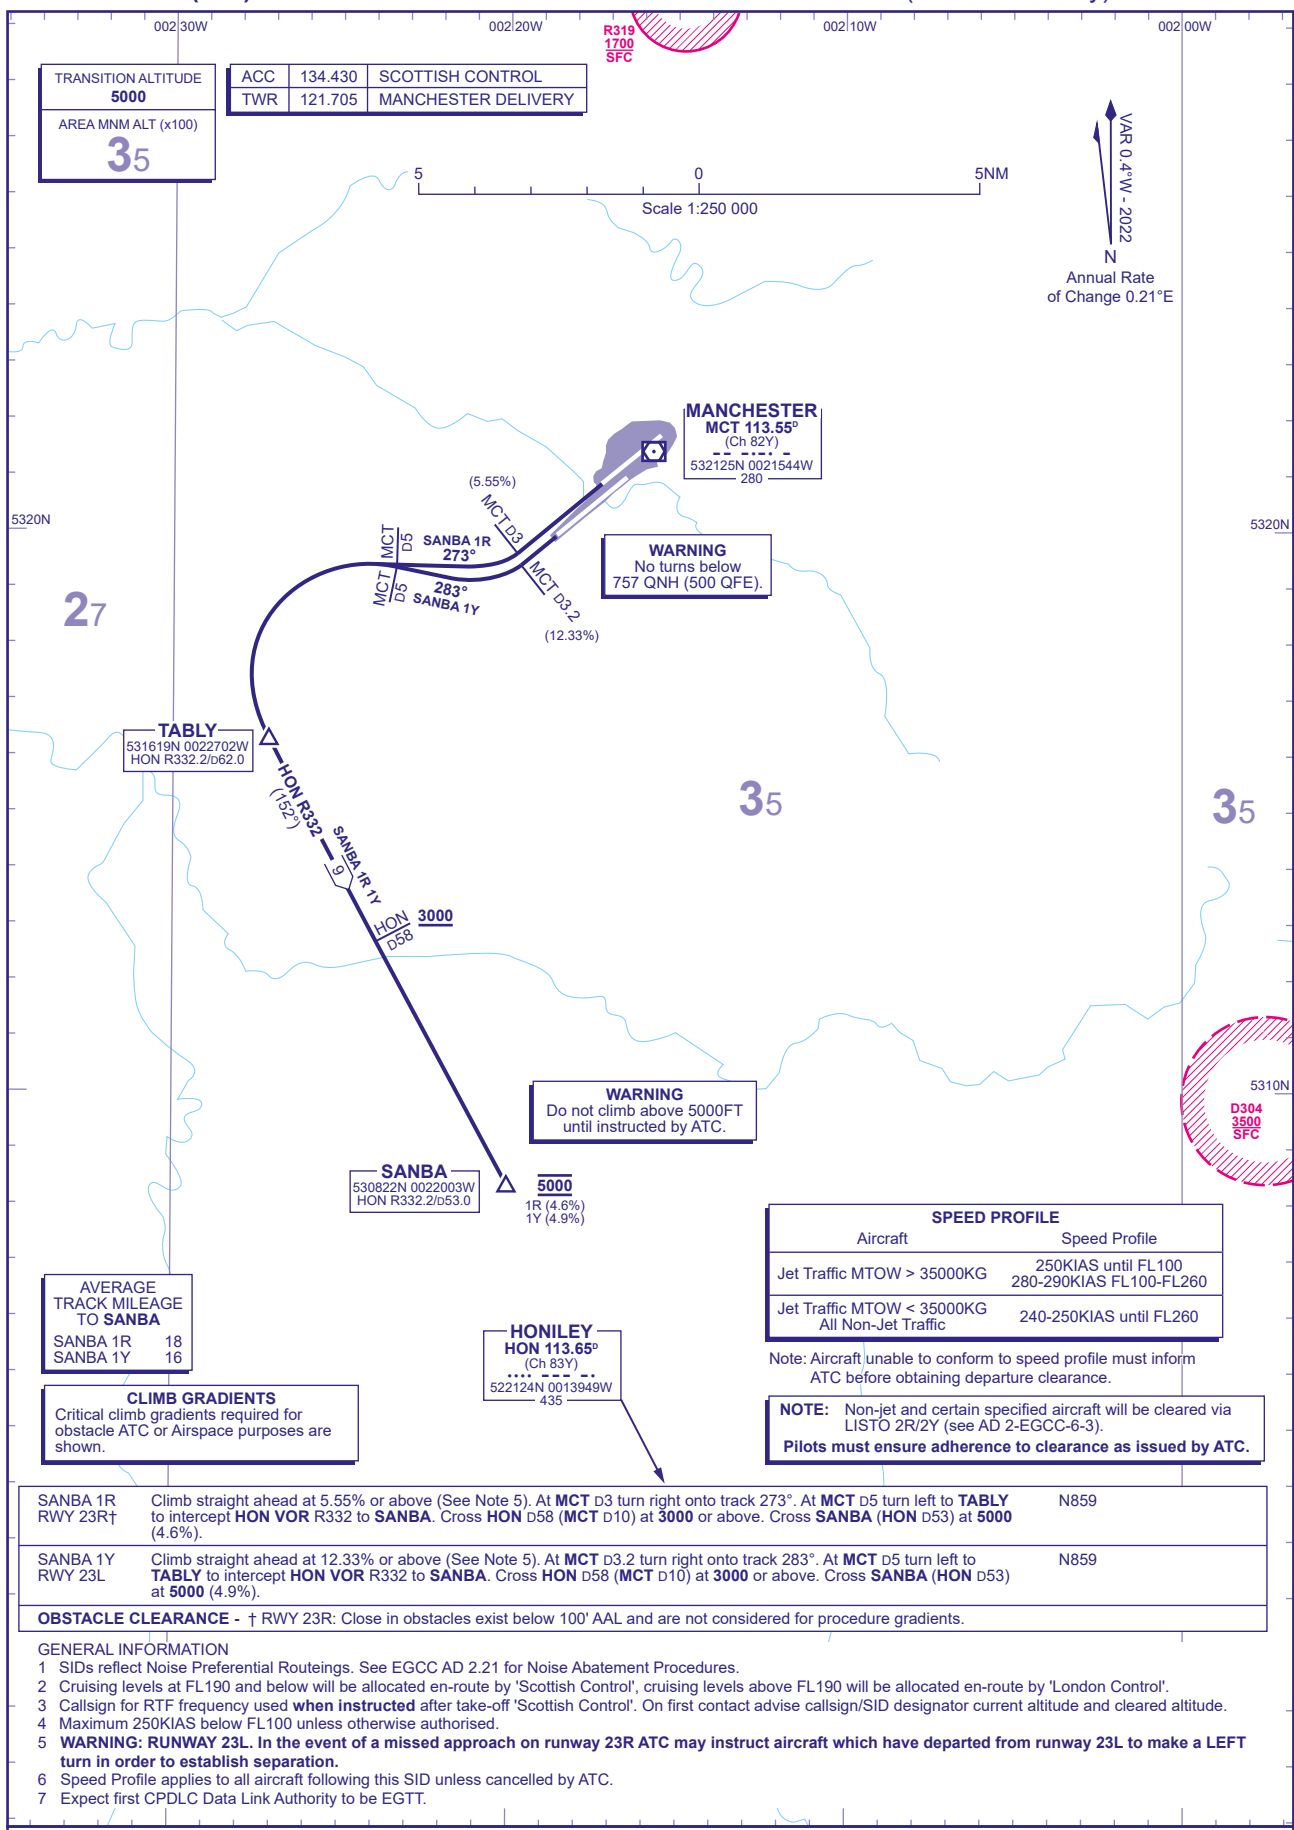 002 30W
002 20W
002 10W
002 00W
R319
1700
SFC
TRANSITION ALTITUDE
5000
AREA MNM ALT (x100)
35
ACC 134.430 SCOTTISH CONTROL
TWR 121.705 MANCHESTER DELIVERY
5 0 5NM
Scale 1:250 000
VAR 0.4°W - 2022
N
Annual Rate
of Change 0.21°E
MANCHESTER
MCT 113.55D
(Ch 82Y)
-- -.-. -
532125N 0021544W
280
(5.55%)
MCT D3
5320N
5320N
MCT D5
SANBA 1R
273°
MCT D5
283°
SANBA 1Y
MCT D3.2
(12.33%)
WARNING
No turns below
757 QNH (500 QFE).
27
TABLY
531619N 0022702W
HON R332.2/D62.0
HON R332
(152°)
SANBA 1R 1Y
9
35
35
HON D58
3000
5310N
D304
3500
SFC
WARNING
Do not climb above 5000FT
until instructed by ATC.
SANBA
530822N 0022003W
HON R332.2/D53.0
5000
1R (4.6%)
1Y (4.9%)
SPEED PROFILE
Aircraft Speed Profile
Jet Traffic MTOW > 35000KG 250KIAS until FL100
280-290KIAS FL100-FL260
Jet Traffic MTOW < 35000KG
All Non-Jet Traffic 240-250KIAS until FL260
Note: Aircraft unable to conform to speed profile must inform
ATC before obtaining departure clearance.
AVERAGE
TRACK MILEAGE
TO SANBA
SANBA 1R 18
SANBA 1Y 16
HONILEY
HON 113.65D
(Ch 83Y)
.... --- -.
522124N 0013949W
435
CLIMB GRADIENTS
Critical climb gradients required for
obstacle ATC or Airspace purposes are
shown.
NOTE: Non-jet and certain specified aircraft will be cleared via
LISTO 2R/2Y (see AD 2-EGCC-6-3).
Pilots must ensure adherence to clearance as issued by ATC.
SANBA 1R Climb straight ahead at 5.55% or above (See Note 5). At MCT D3 turn right onto track 273°. At MCT D5 turn left to TABLY N859
RWY 23R† to intercept HON VOR R332 to SANBA. Cross HON D58 (MCT D10) at 3000 or above. Cross SANBA (HON D53) at 5000
(4.6%).
SANBA 1Y Climb straight ahead at 12.33% or above (See Note 5). At MCT D3.2 turn right onto track 283°. At MCT D5 turn left to N859
RWY 23L TABLY to intercept HON VOR R332 to SANBA. Cross HON D58 (MCT D10) at 3000 or above. Cross SANBA (HON D53)
at 5000 (4.9%).
OBSTACLE CLEARANCE - † RWY 23R: Close in obstacles exist below 100' AAL and are not considered for procedure gradients.
GENERAL INFORMATION
1 SIDs reflect Noise Preferential Routeings. See EGCC AD 2.21 for Noise Abatement Procedures.
2 Cruising levels at FL190 and below will be allocated en-route by 'Scottish Control', cruising levels above FL190 will be allocated en-route by 'London Control'.
3 Callsign for RTF frequency used when instructed after take-off 'Scottish Control'. On first contact advise callsign/SID designator current altitude and cleared altitude.
4 Maximum 250KIAS below FL100 unless otherwise authorised.
5 WARNING: RUNWAY 23L. In the event of a missed approach on runway 23R ATC may instruct aircraft which have departed from runway 23L to make a LEFT
turn in order to establish separation.
6 Speed Profile applies to all aircraft following this SID unless cancelled by ATC.
7 Expect first CPDLC Data Link Authority to be EGTT.